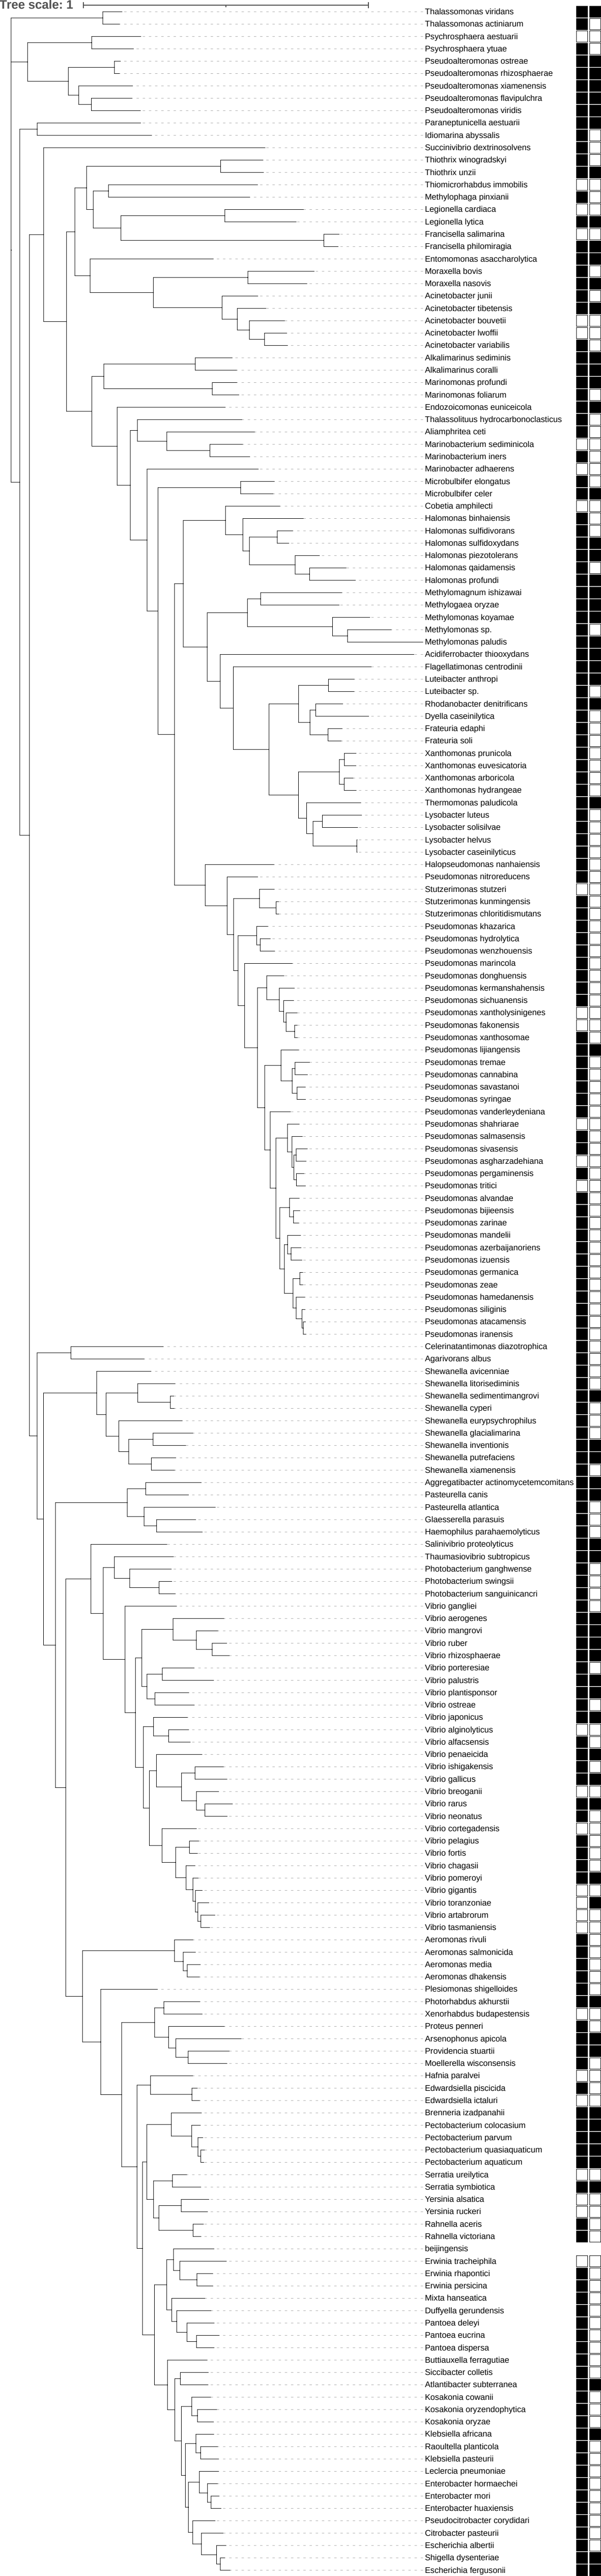 Tree scale: 1
Thalassomonas viridans
Thalassomonas actiniarum
Psychrosphaera aestuarii
Psychrosphaera ytuae
Pseudoalteromonas ostreae
Pseudoalteromonas rhizosphaerae
Pseudoalteromonas xiamenensis
Pseudoalteromonas flavipulchra
Pseudoalteromonas viridis
Paraneptunicella aestuarii
Idiomarina abyssalis
Succinivibrio dextrinosolvens
Thiothrix winogradskyi
Thiothrix unzii
Thiomicrorhabdus immobilis
Methylophaga pinxianii
Legionella cardiaca
Legionella lytica
Francisella salimarina
Francisella philomiragia
Entomomonas asaccharolytica
Moraxella bovis
Moraxella nasovis
Acinetobacter junii
Acinetobacter tibetensis
Acinetobacter bouvetii
Acinetobacter lwoffii
Acinetobacter variabilis
Alkalimarinus sediminis
Alkalimarinus coralli
Marinomonas profundi
Marinomonas foliarum
Endozoicomonas euniceicola
Thalassolituus hydrocarbonoclasticus
Aliamphritea ceti
Marinobacterium sediminicola
Marinobacterium iners
Marinobacter adhaerens
Microbulbifer elongatus
Microbulbifer celer
Cobetia amphilecti
Halomonas binhaiensis
Halomonas sulfidivorans
Halomonas sulfidoxydans
Halomonas piezotolerans
Halomonas qaidamensis
Halomonas profundi
Methylomagnum ishizawai
Methylogaea oryzae
Methylomonas koyamae
Methylomonas sp.
Methylomonas paludis
Acidiferrobacter thiooxydans
Flagellatimonas centrodinii
Luteibacter anthropi
Luteibacter sp.
Rhodanobacter denitrificans
Dyella caseinilytica
Frateuria edaphi
Frateuria soli
Xanthomonas prunicola
Xanthomonas euvesicatoria
Xanthomonas arboricola
Xanthomonas hydrangeae
Thermomonas paludicola
Lysobacter luteus
Lysobacter solisilvae
Lysobacter helvus
Lysobacter caseinilyticus
Halopseudomonas nanhaiensis
Pseudomonas nitroreducens
Stutzerimonas stutzeri
Stutzerimonas kunmingensis
Stutzerimonas chloritidismutans
Pseudomonas khazarica
Pseudomonas hydrolytica
Pseudomonas wenzhouensis
Pseudomonas marincola
Pseudomonas donghuensis
Pseudomonas kermanshahensis
Pseudomonas sichuanensis
Pseudomonas xantholysinigenes
Pseudomonas fakonensis
Pseudomonas xanthosomae
Pseudomonas lijiangensis
Pseudomonas tremae
Pseudomonas cannabina
Pseudomonas savastanoi
Pseudomonas syringae
Pseudomonas vanderleydeniana
Pseudomonas shahriarae
Pseudomonas salmasensis
Pseudomonas sivasensis
Pseudomonas asgharzadehiana
Pseudomonas pergaminensis
Pseudomonas tritici
Pseudomonas alvandae
Pseudomonas bijieensis
Pseudomonas zarinae
Pseudomonas mandelii
Pseudomonas azerbaijanoriens
Pseudomonas izuensis
Pseudomonas germanica
Pseudomonas zeae
Pseudomonas hamedanensis
Pseudomonas siliginis
Pseudomonas atacamensis
Pseudomonas iranensis
Celerinatantimonas diazotrophica
Agarivorans albus
Shewanella avicenniae
Shewanella litorisediminis
Shewanella sedimentimangrovi
Shewanella cyperi
Shewanella eurypsychrophilus
Shewanella glacialimarina
Shewanella inventionis
Shewanella putrefaciens
Shewanella xiamenensis
Aggregatibacter actinomycetemcomitans
Pasteurella canis
Pasteurella atlantica
Glaesserella parasuis
Haemophilus parahaemolyticus
Salinivibrio proteolyticus
Thaumasiovibrio subtropicus
Photobacterium ganghwense
Photobacterium swingsii
Photobacterium sanguinicancri
Vibrio gangliei
Vibrio aerogenes
Vibrio mangrovi
Vibrio ruber
Vibrio rhizosphaerae
Vibrio porteresiae
Vibrio palustris
Vibrio plantisponsor
Vibrio ostreae
Vibrio japonicus
Vibrio alginolyticus
Vibrio alfacsensis
Vibrio penaeicida
Vibrio ishigakensis
Vibrio gallicus
Vibrio breoganii
Vibrio rarus
Vibrio neonatus
Vibrio cortegadensis
Vibrio pelagius
Vibrio fortis
Vibrio chagasii
Vibrio pomeroyi
Vibrio gigantis
Vibrio toranzoniae
Vibrio artabrorum
Vibrio tasmaniensis
Aeromonas rivuli
Aeromonas salmonicida
Aeromonas media
Aeromonas dhakensis
Plesiomonas shigelloides
Photorhabdus akhurstii
Xenorhabdus budapestensis
Proteus penneri
Arsenophonus apicola
Providencia stuartii
Moellerella wisconsensis
Hafnia paralvei
Edwardsiella piscicida
Edwardsiella ictaluri
Brenneria izadpanahii
Pectobacterium colocasium
Pectobacterium parvum
Pectobacterium quasiaquaticum
Pectobacterium aquaticum
Serratia ureilytica
Serratia symbiotica
Yersinia alsatica
Yersinia ruckeri
Rahnella aceris
Rahnella victoriana
beijingensis
Erwinia tracheiphila
Erwinia rhapontici
Erwinia persicina
Mixta hanseatica
Duffyella gerundensis
Pantoea deleyi
Pantoea eucrina
Pantoea dispersa
Buttiauxella ferragutiae
Siccibacter colletis
Atlantibacter subterranea
Kosakonia cowanii
Kosakonia oryzendophytica
Kosakonia oryzae
Klebsiella africana
Raoultella planticola
Klebsiella pasteurii
Leclercia pneumoniae
Enterobacter hormaechei
Enterobacter mori
Enterobacter huaxiensis
Pseudocitrobacter corydidari
Citrobacter pasteurii
Escherichia albertii
Shigella dysenteriae
Escherichia fergusonii